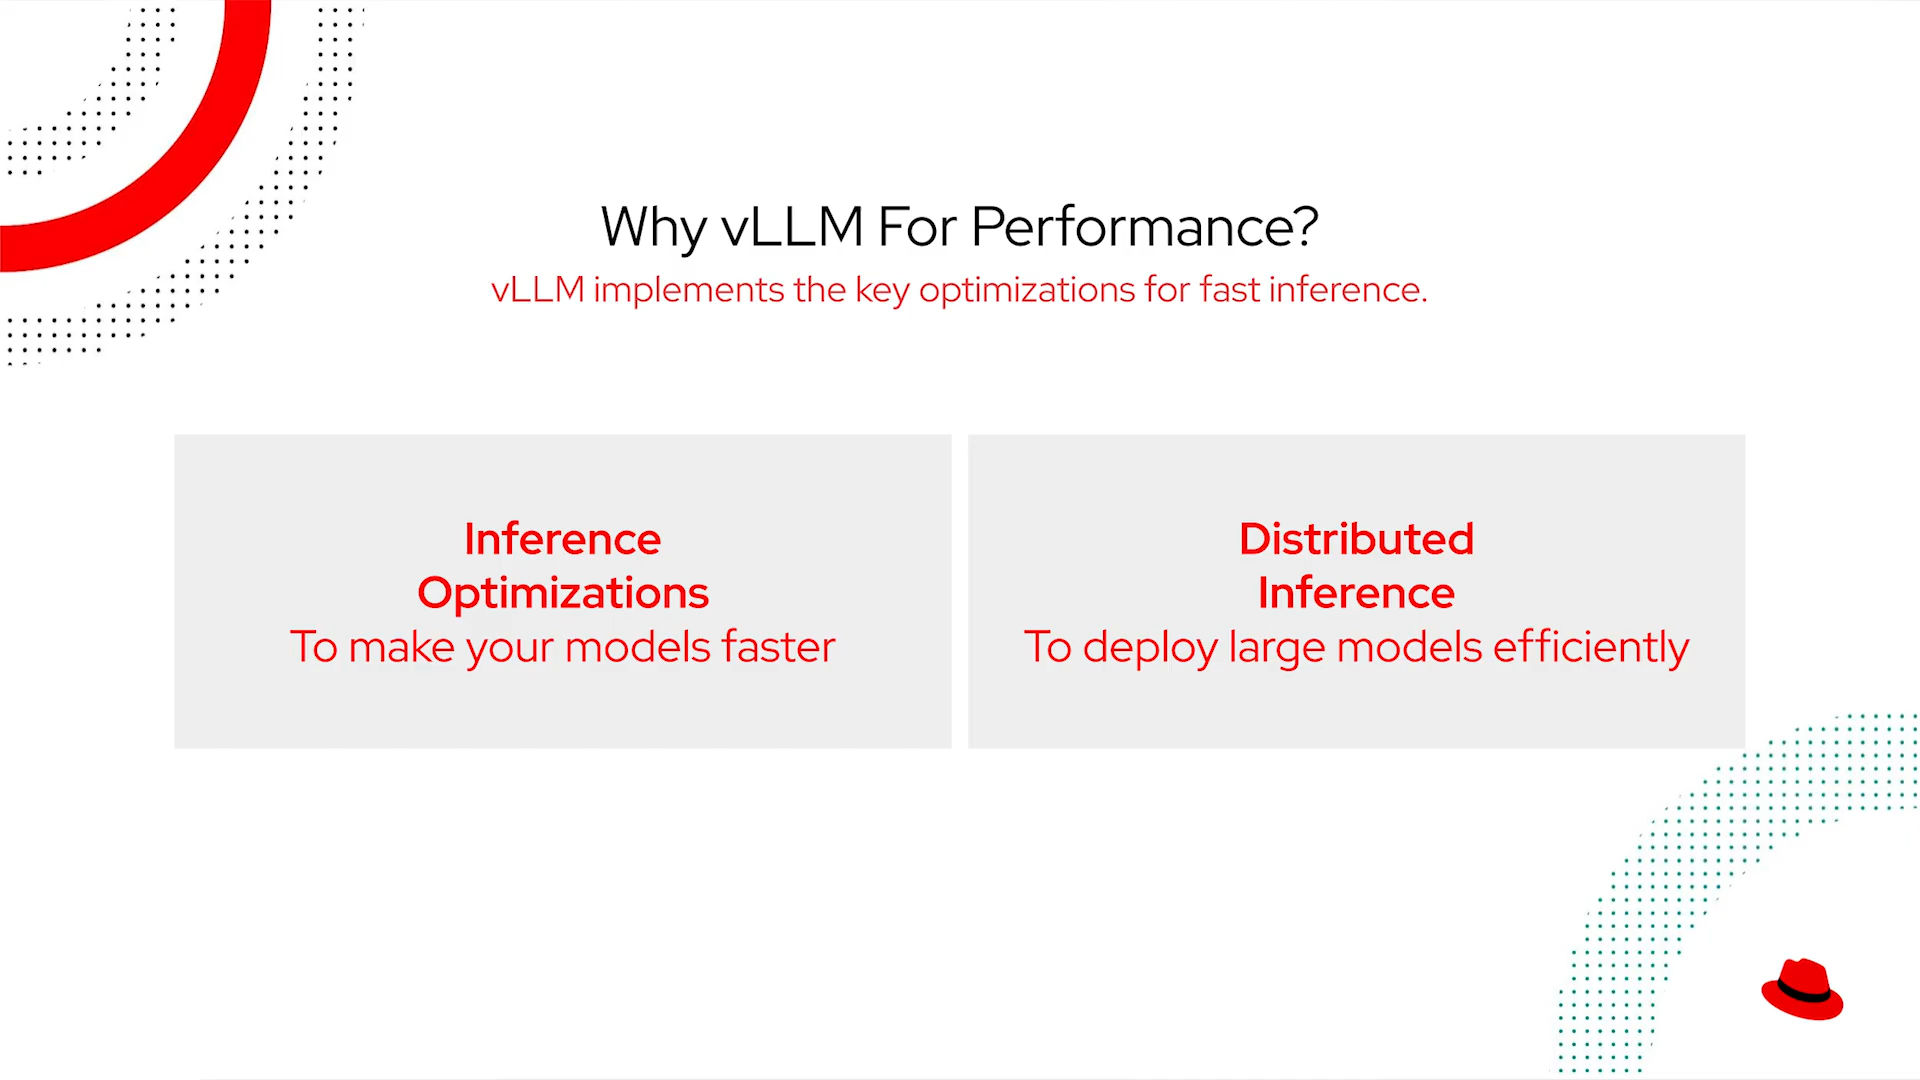 Why vLLM For Performance?
vLLM implements the key optimizations for fast inference.
Inference
Optimizations
To make your models faster
Distributed
Inference
To deploy large models efficiently